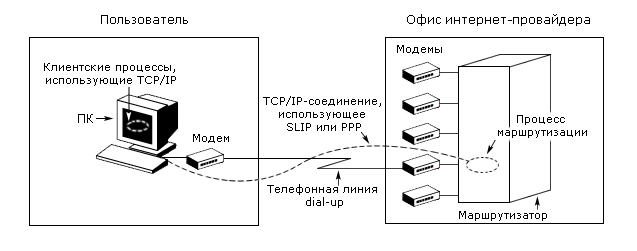 Пользователь
Офис интернет-провайдера
Клиентские процессы,
использующие TCP/IP
ПК
Модем
TCP/IP-соединение,
использующее
SLIP или PPP
Телефонная линия
dial-up
Модемы
Процесс
маршрутизации
Маршрутизатор